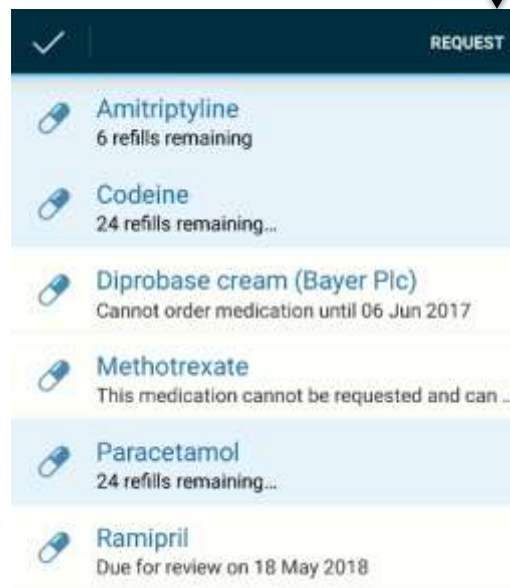 REQUEST
Amitriptyline
6 refills remaining
Codeine
24 refills remaining...
Diprobase cream (Bayer Plc)
Cannot order medication until 06 Jun 2017
Methotrexate
This medication cannot be requested and can ..
Paracetamol
24 refills remaining...
Ramipril
Due for review on 18 May 2018